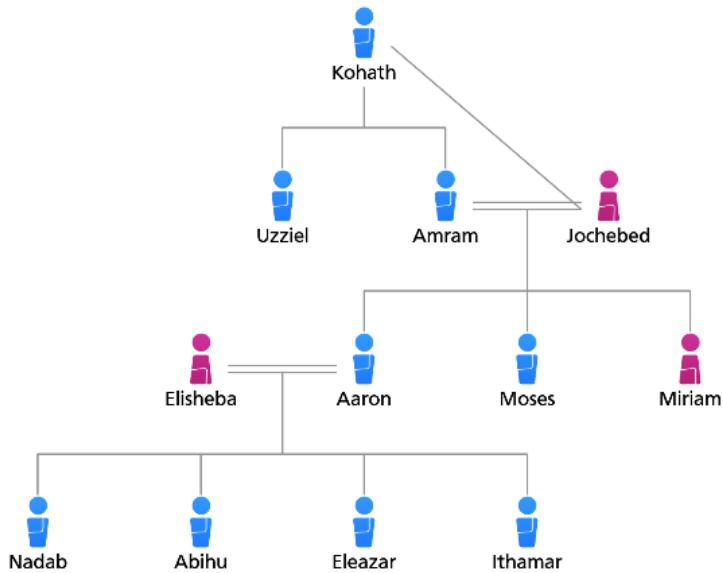 Kohath
Uzziel Amram Jochebed
Elisheba Aaron Moses Miriam
Nadab Abihu Eleazar Ithamar